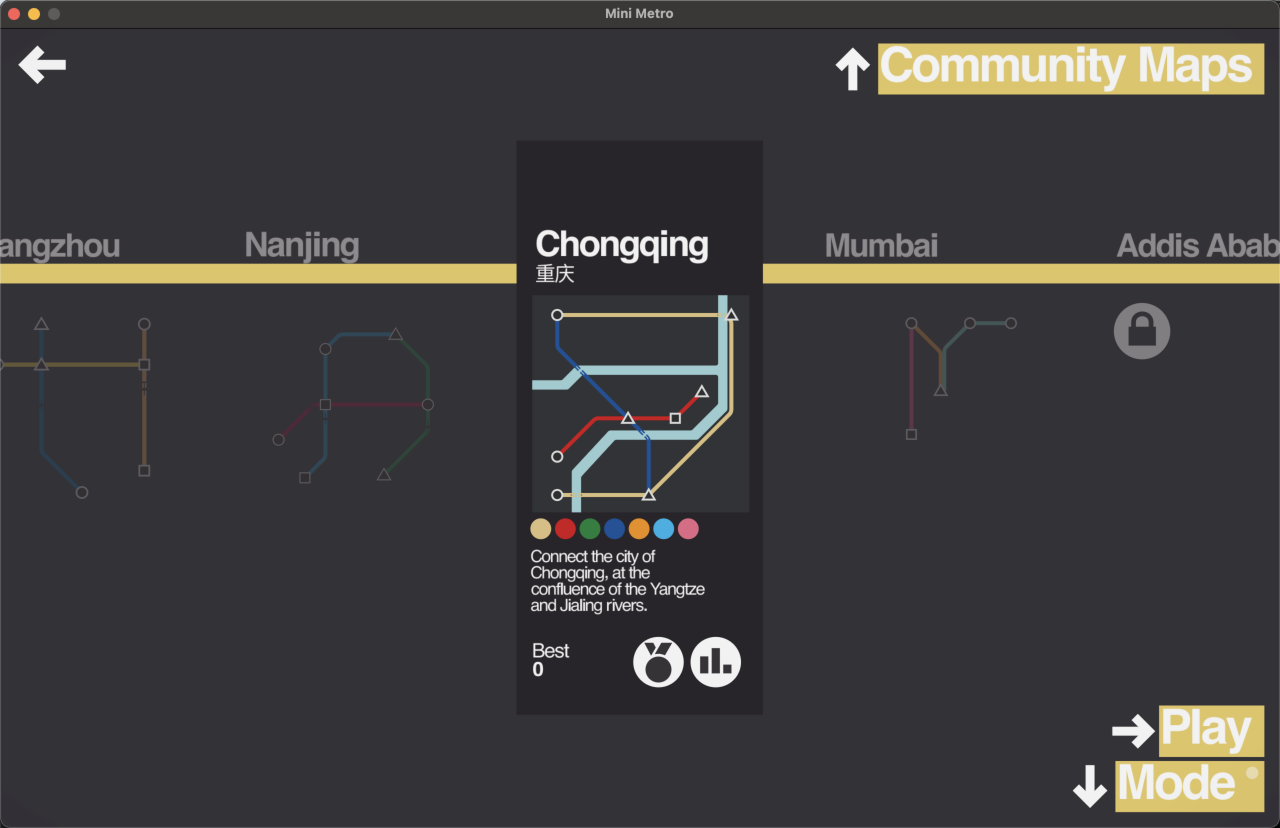 Mini Metro
Community Maps
angzhou
Nanjing
Chongqing
重庆
Mumbai
Addis Abab
Connect the city of
Chongqing, at the
confluence of the Yangtze
and Jialing rivers.
Best
0
Play
Mode